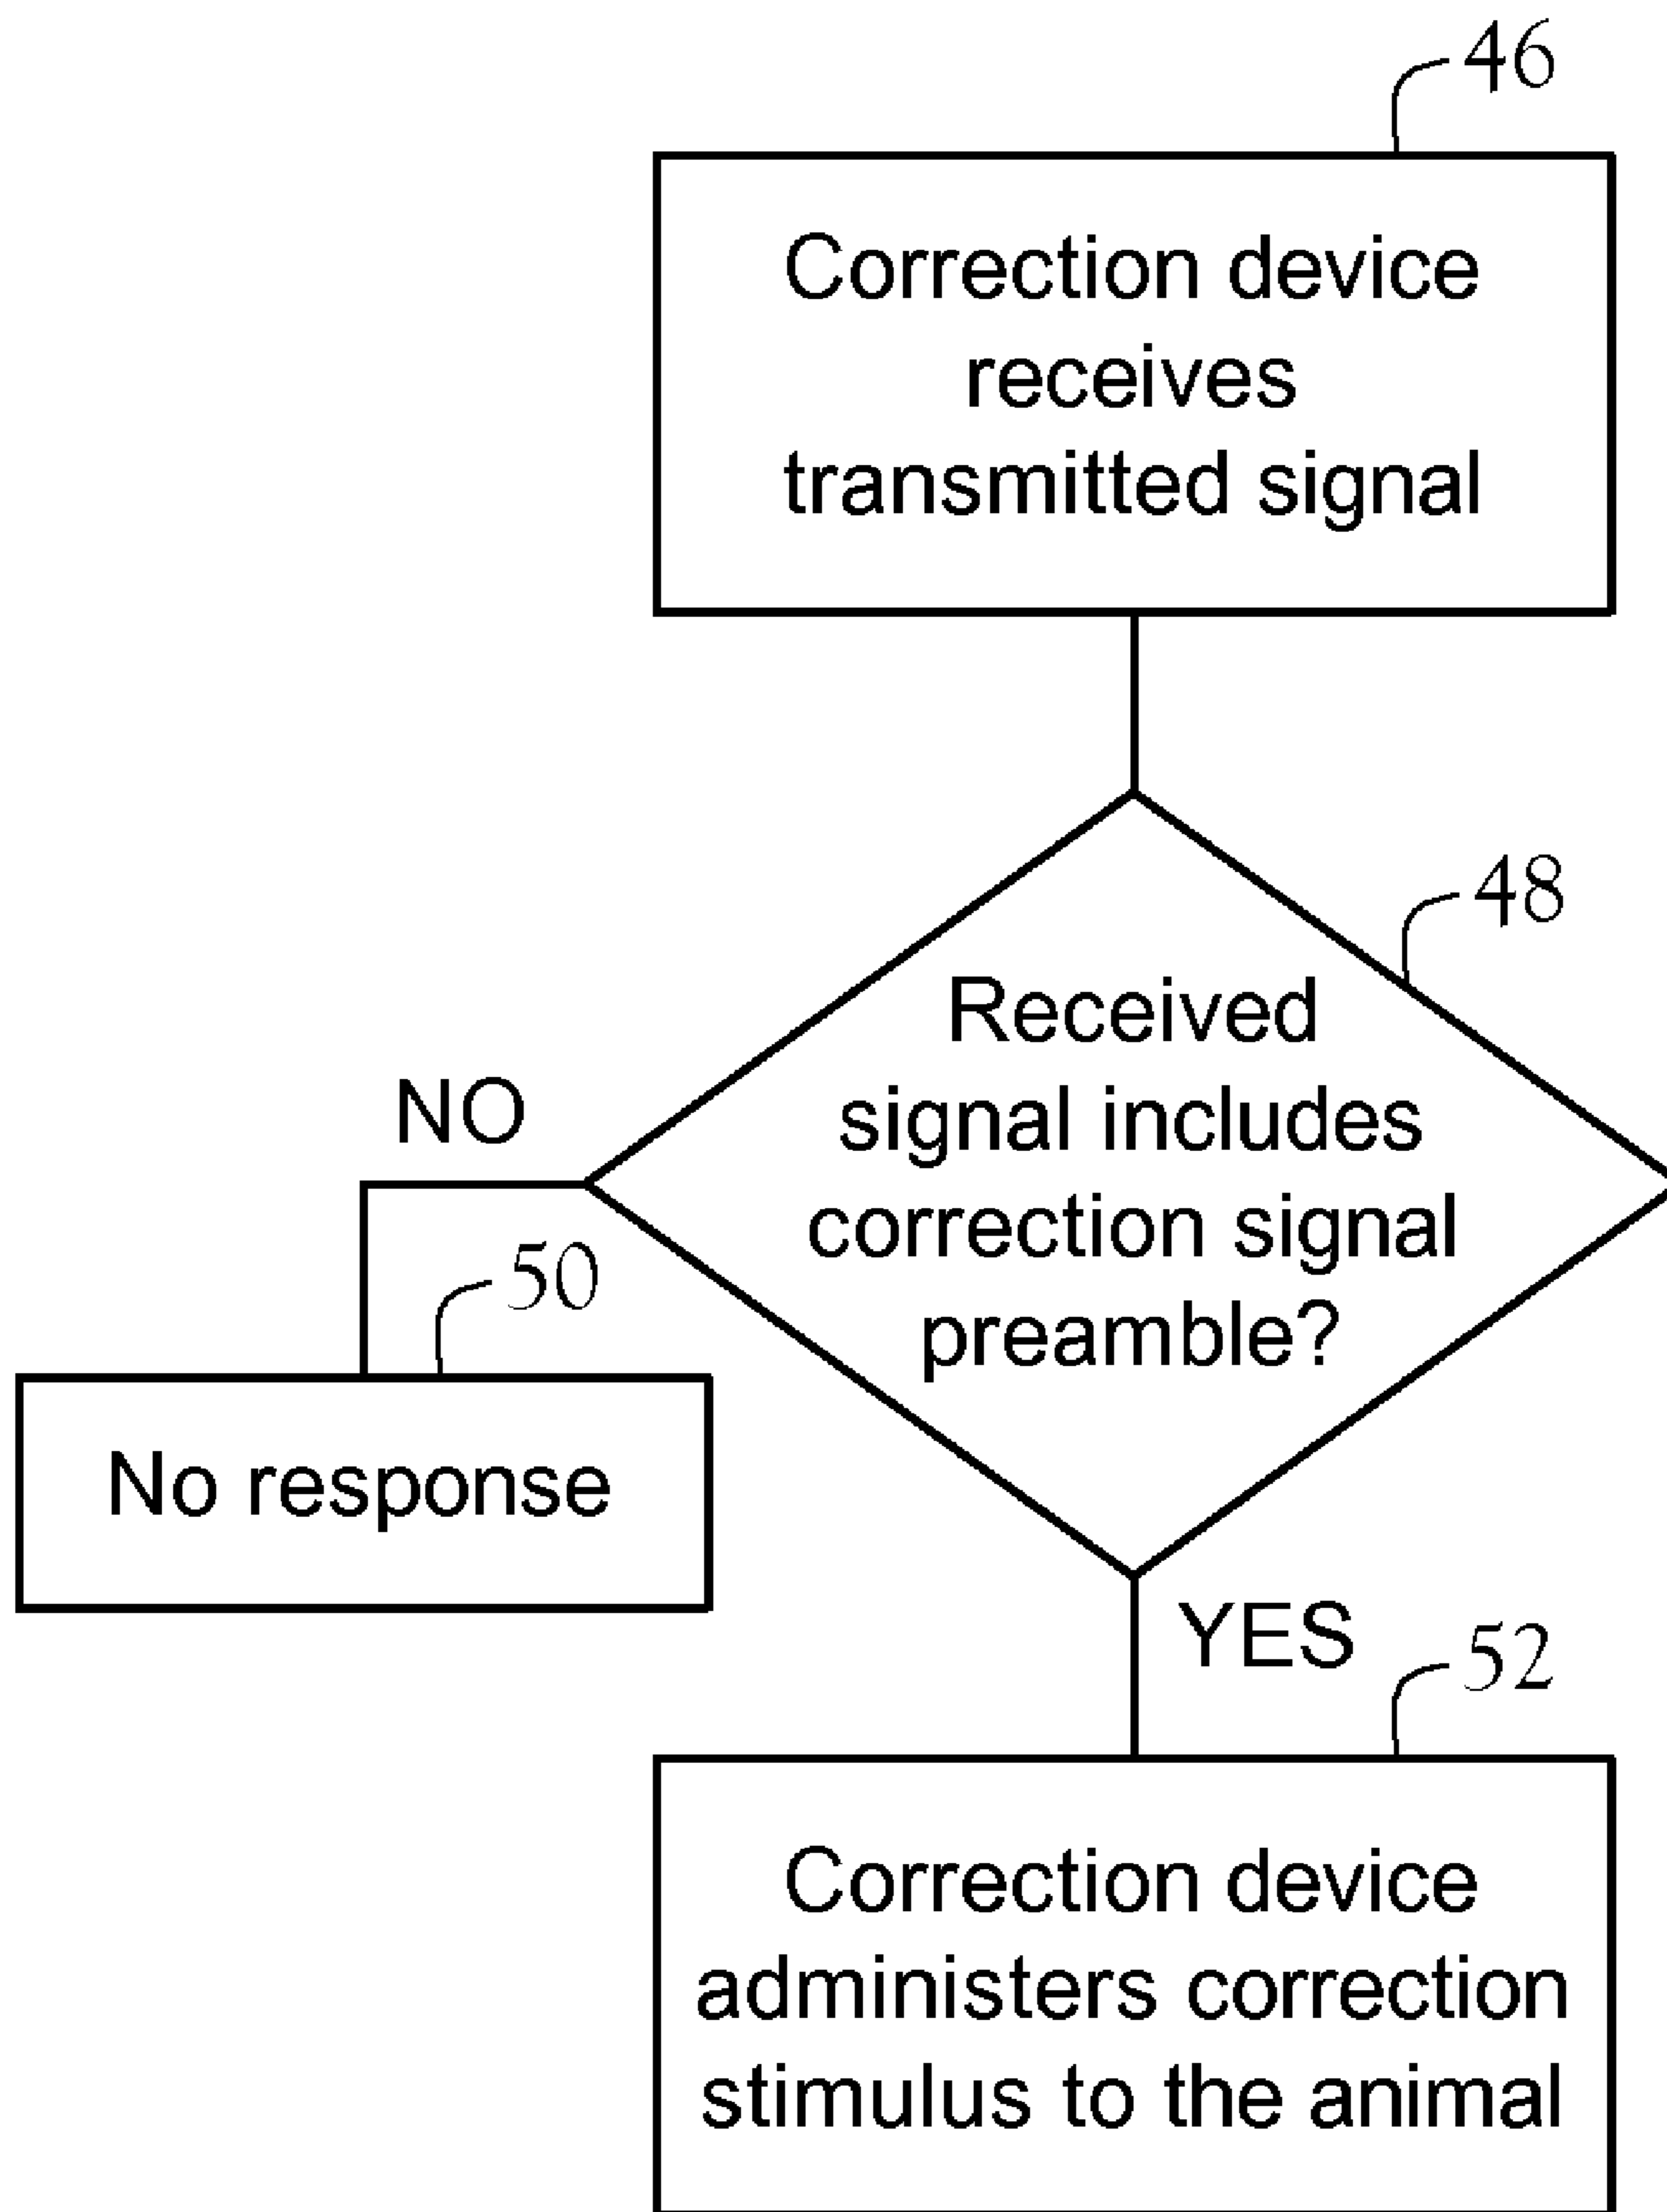 46
Correction device
receives
transmitted signal
48
Received
signal includes
correction signal
preamble?
NO
50
No response
YES
52
Correction device
administers correction
stimulus to the animal